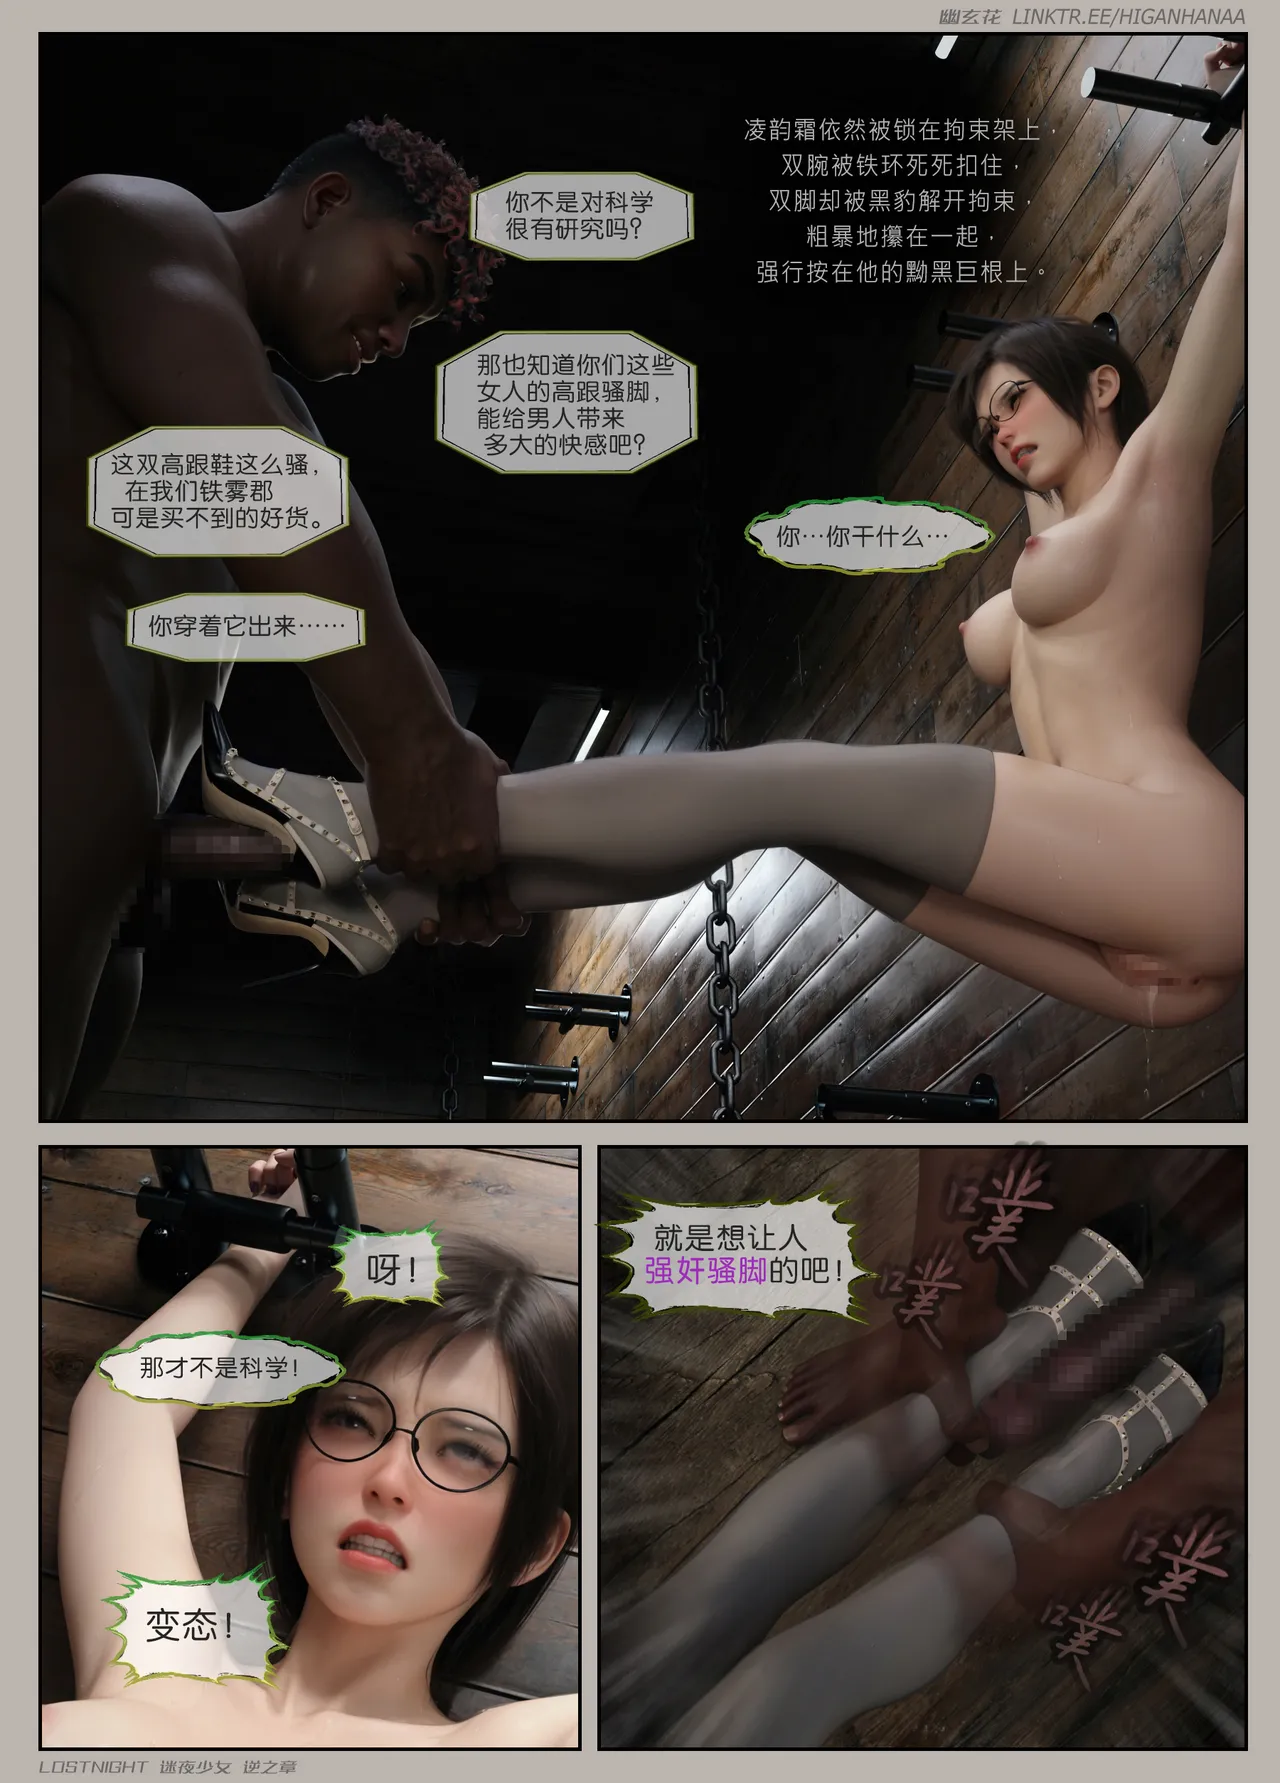 幽玄花 LINKTR.EE/HIGANHANAA
凌韵霜依然被锁在拘束架上，
双腕被铁环死死扣住，
双脚却被黑豹解开拘束，
粗暴地攥在一起，
强行按在他的黝黑巨根上。
你不是对科学
很有研究吗？
那也知道你们这些
女人的高跟骚脚，
能给男人带来
多大的快感吧？
这双高跟鞋这么骚，
在我们铁雾郡
可是买不到的好货。
你穿着它出来……
你…你干什么…
呀！
那才不是科学！
变态！
就是想让人
强奸骚脚的吧！
噗
噗
噗
噗
LOSTNIGHT 迷夜少女 逆之章